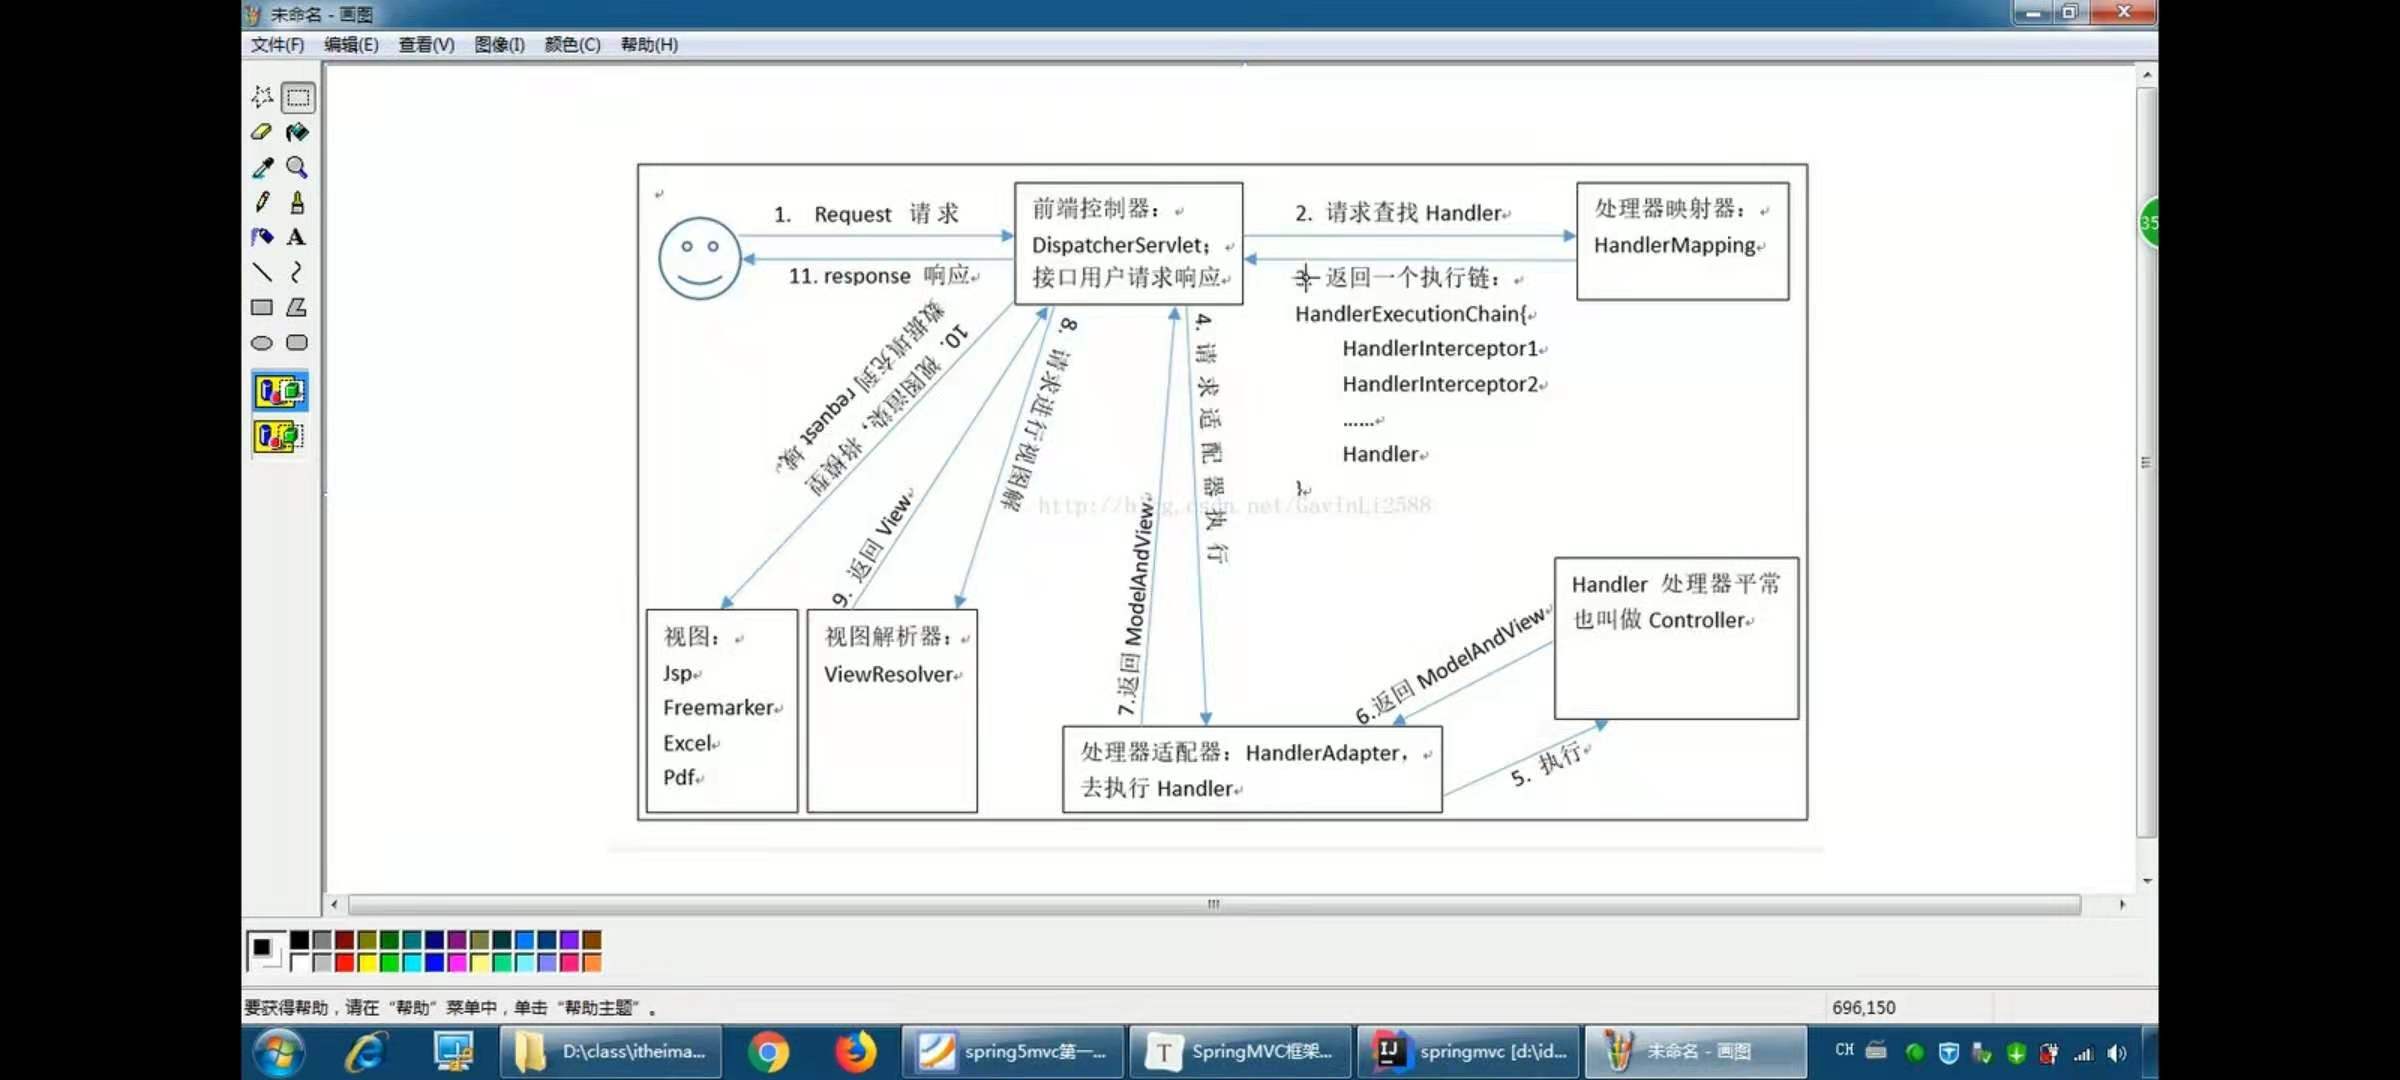 未命名 - 画图
文件(F) 编辑(E) 查看(V) 图像(I) 颜色(C) 帮助(H)
1. Request 请求
11. response 响应
前端控制器：
DispatcherServlet；
接口用户请求响应
2. 请求查找 Handler
3. 返回一个执行链：
HandlerExecutionChain{
HandlerInterceptor1
HandlerInterceptor2
......
Handler
}
处理器映射器：
HandlerMapping
35
10. 视图渲染，将模型
数据填充到 request 域
9. 返回 View
8. 请求进行视图解
7.返回 ModelAndView
4. 请求适配器执行
http://blog.csdn.net/GavinLi2588
Handler 处理器平常
也叫做 Controller
6.返回 ModelAndView
5. 执行
视图：
Jsp
Freemarker
Excel
Pdf
视图解析器：
ViewResolver
处理器适配器：HandlerAdapter，
去执行 Handler
要获得帮助，请在“帮助”菜单中，单击“帮助主题”。
696,150
D:\class\itheima...
spring5mvc第一...
T
SpringMVC框架...
IJ
springmvc [d:\id...
未命名 - 画图
CH